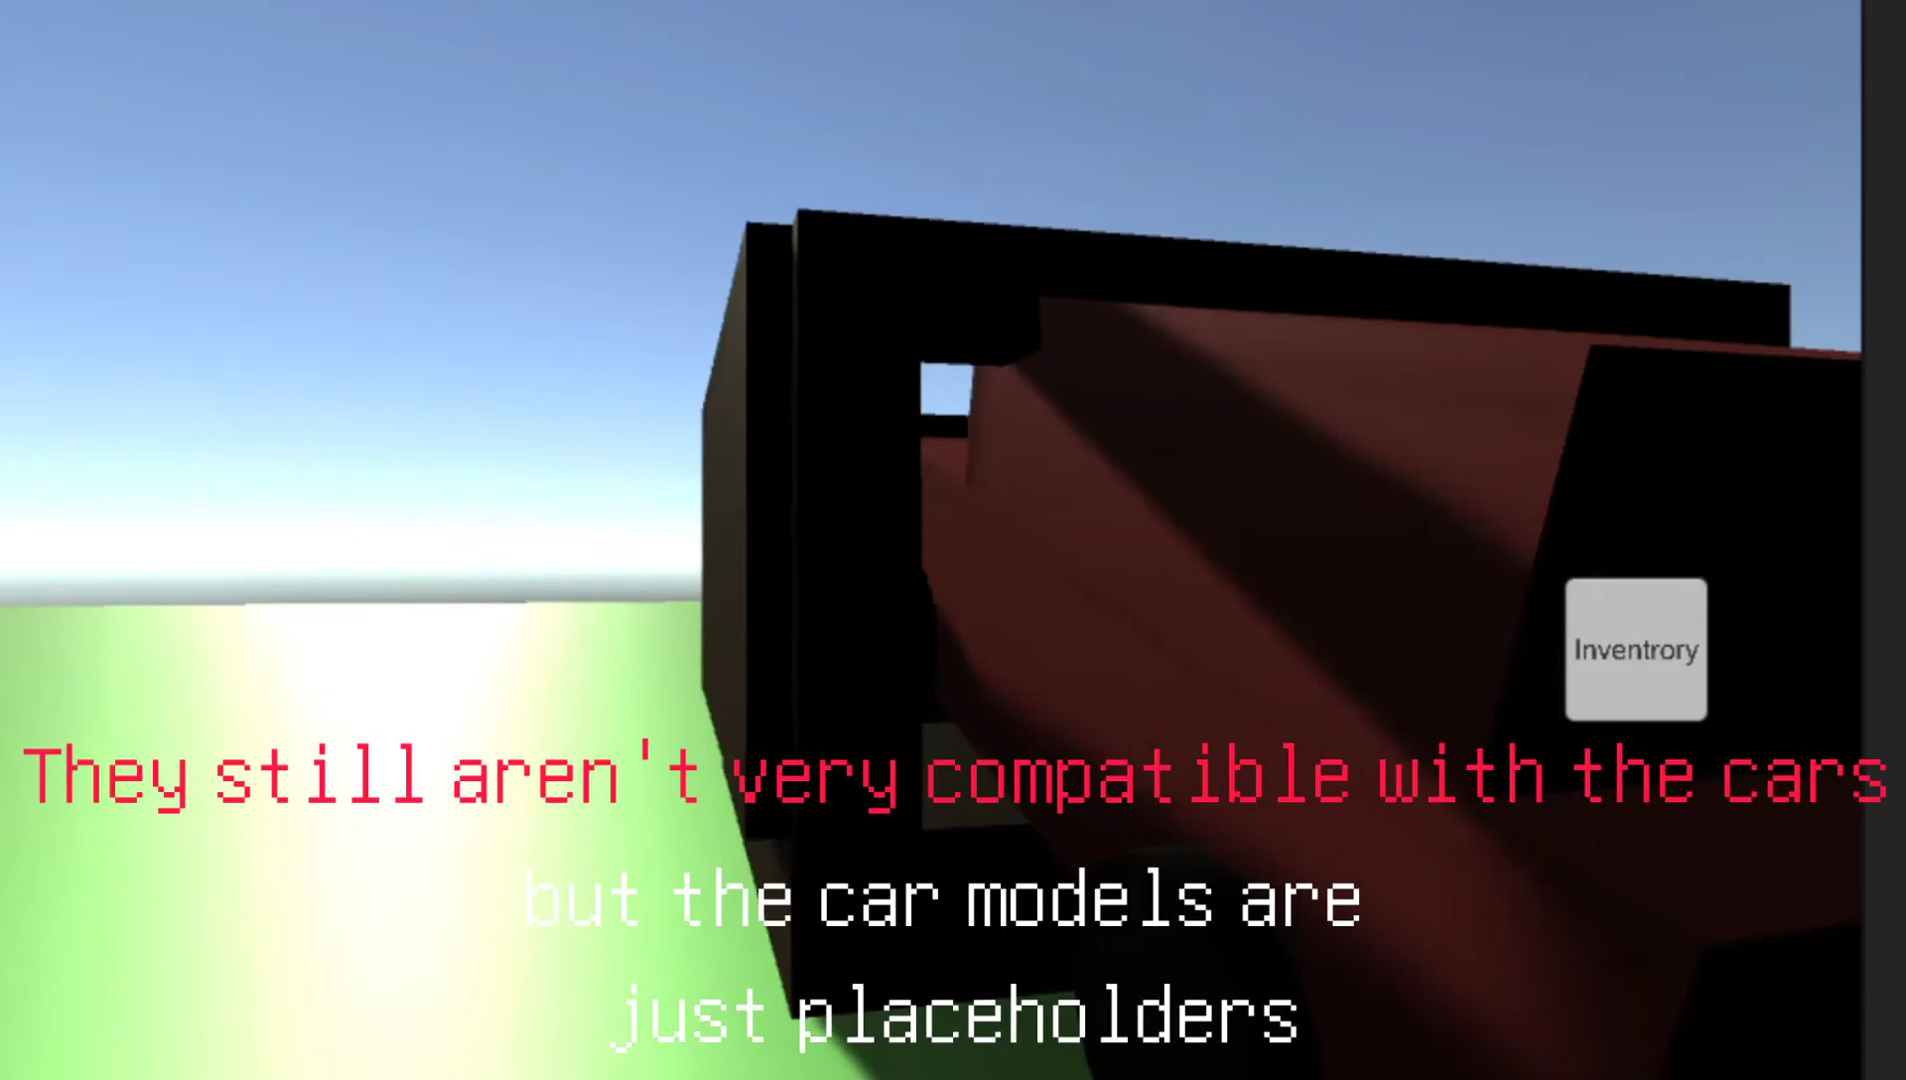 Inventrory
They still aren't very compatible with the cars
but the car models are
just placeholders